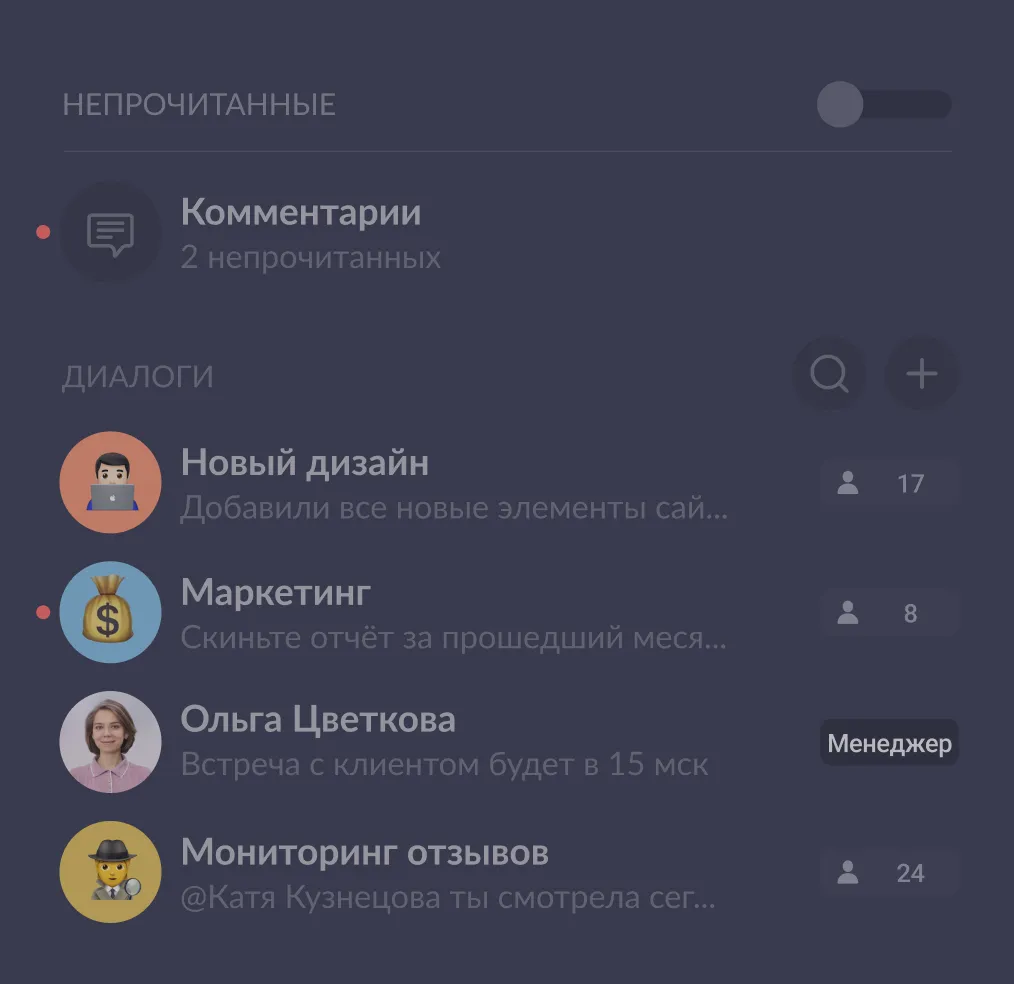 НЕПРОЧИТАННЫЕ
Комментарии
2 непрочитанных
ДИАЛОГИ
Новый дизайн
Добавили все новые элементы сай...
17
Маркетинг
$
Скиньте отчёт за прошедший меся...
8
Ольга Цветкова
Встреча с клиентом будет в 15 мск
Менеджер
Мониторинг отзывов
@Катя Кузнецова ты смотрела сег...
24